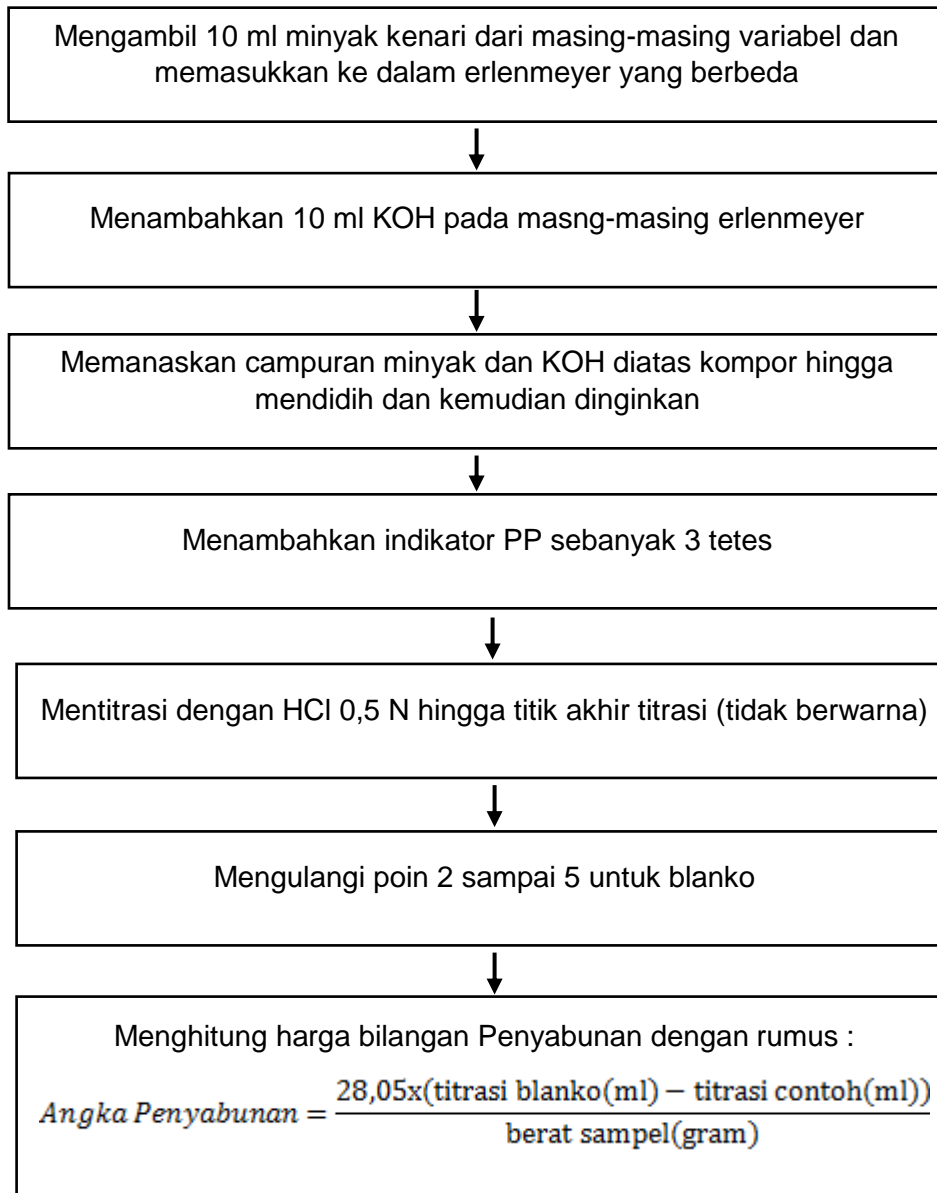 Mengambil 10 ml minyak kenari dari masing-masing variabel dan
memasukkan ke dalam erlenmeyer yang berbeda
Menambahkan 10 ml KOH pada masng-masing erlenmeyer
Memanaskan campuran minyak dan KOH diatas kompor hingga
mendidih dan kemudian dinginkan
Menambahkan indikator PP sebanyak 3 tetes
Mentitrasi dengan HCl 0,5 N hingga titik akhir titrasi (tidak berwarna)
Mengulangi poin 2 sampai 5 untuk blanko
Menghitung harga bilangan Penyabunan dengan rumus :
Angka Penyabunan = 28,05x(titrasi blanko(ml) − titrasi contoh(ml))
berat sampel(gram)